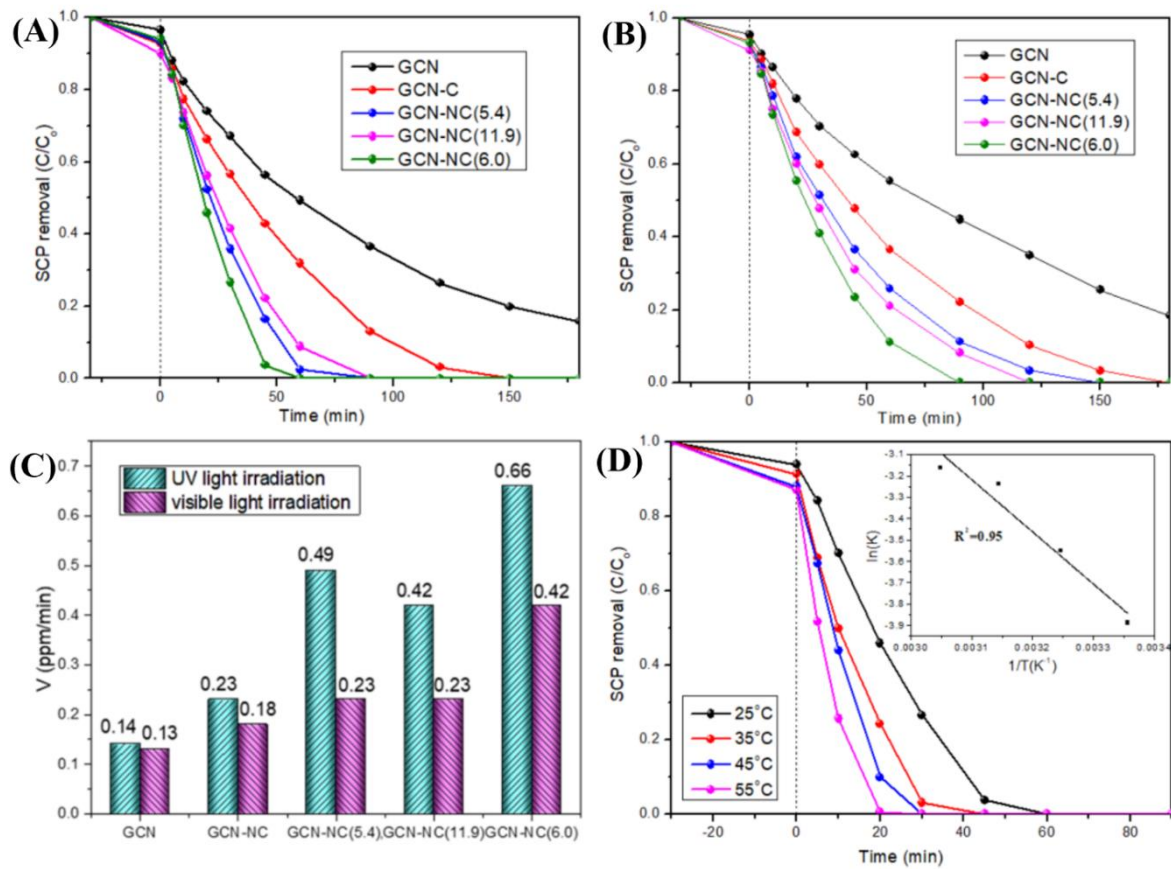 (A)
SCP removal (C/C₀)
1.0
0.8
0.6
0.4
0.2
0.0
GCN
GCN-C
GCN-NC(5.4)
GCN-NC(11.9)
GCN-NC(6.0)
0 50 100 150
Time (min)
(B)
SCP removal (C/C₀)
1.0
0.8
0.6
0.4
0.2
0.0
GCN
GCN-C
GCN-NC(5.4)
GCN-NC(11.9)
GCN-NC(6.0)
0 50 100 150
Time (min)
(C)
V (ppm/min)
0.7
0.6
0.5
0.4
0.3
0.2
0.1
0.0
UV light irradiation
visible light irradiation
0.14 0.13 0.23 0.18 0.49 0.23 0.42 0.23 0.66 0.42
GCN GCN-NC GCN-NC(5.4) GCN-NC(11.9) GCN-NC(6.0)
(D)
SCP removal (C/C₀)
1.0
0.8
0.6
0.4
0.2
0.0
25°C
35°C
45°C
55°C
-20 0 20 40 60 80
Time (min)
ln(K)
-3.1
-3.2
-3.3
-3.4
-3.5
-3.6
-3.7
-3.8
-3.9
R²=0.95
0.0030 0.0031 0.0032 0.0033 0.0034
1/T(K⁻¹)